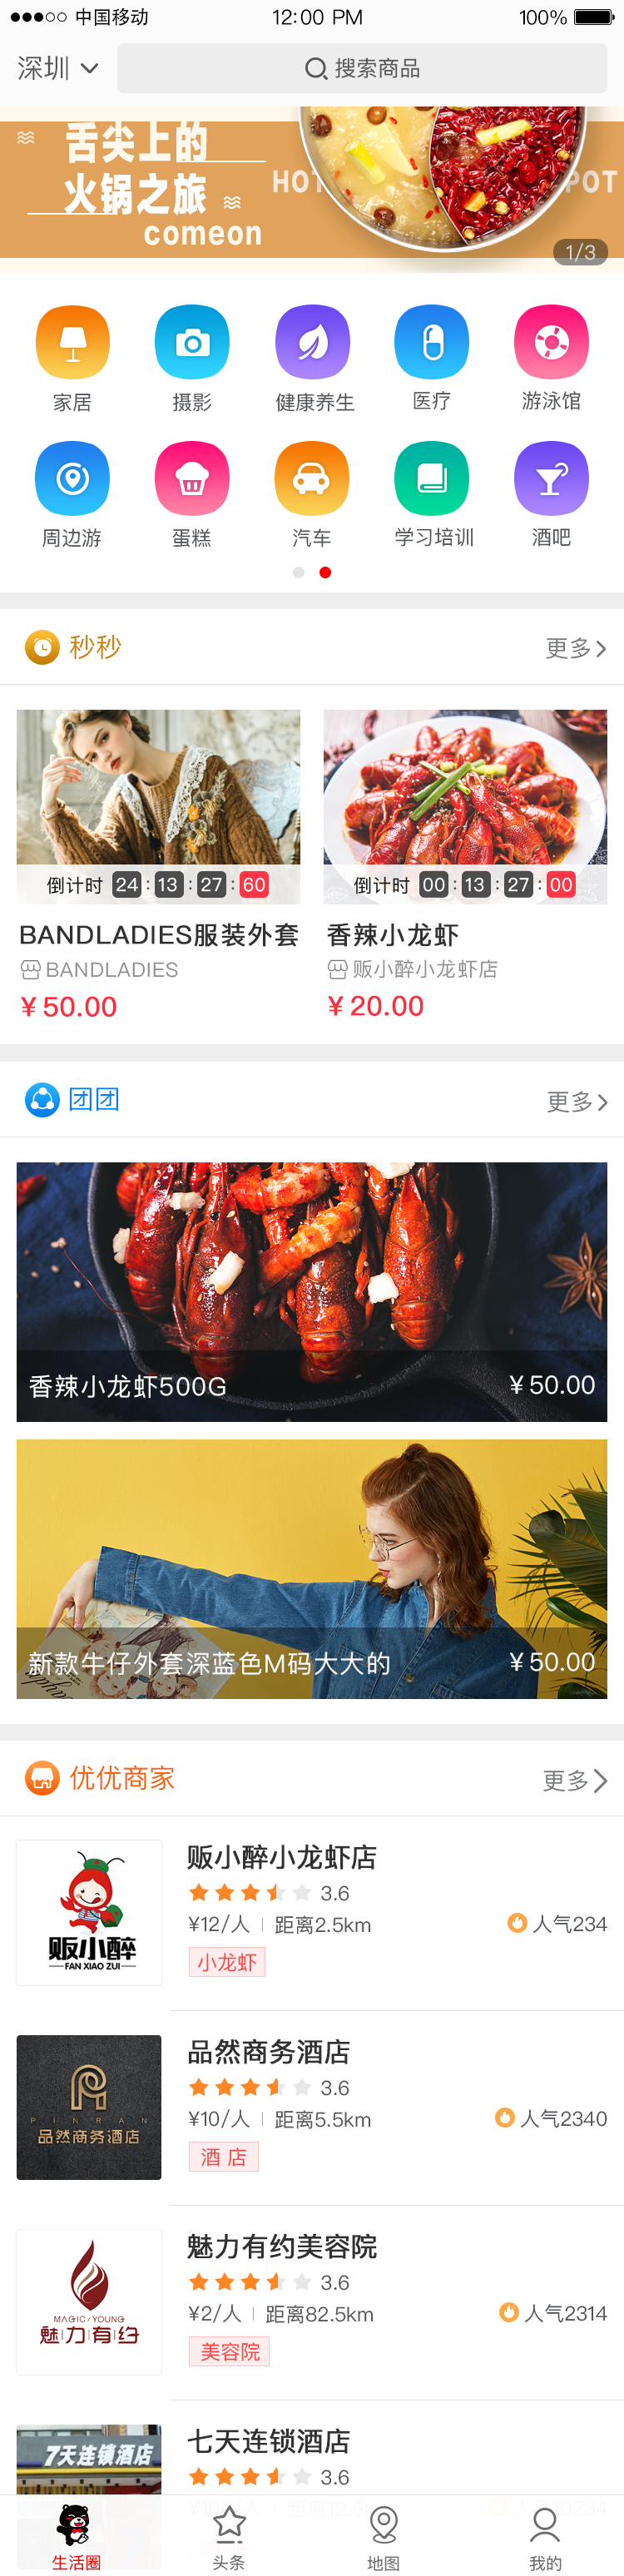 中国移动 12:00 PM 100%
深圳 搜索商品
舌尖上的
火锅之旅
HOT POT
comeon
1/3
家居 摄影 健康养生 医疗 游泳馆
周边游 蛋糕 汽车 学习培训 酒吧
秒秒 更多
倒计时 24 : 13 : 27 : 60
BANDLADIES服装外套
BANDLADIES
¥50.00
倒计时 00 : 13 : 27 : 00
香辣小龙虾
贩小醉小龙虾店
¥20.00
团团 更多
香辣小龙虾500G ¥50.00
新款牛仔外套深蓝色M码大大的 ¥50.00
优优商家 更多
贩小醉
FAN XIAO ZUI
贩小醉小龙虾店
3.6
¥12/人 距离2.5km 人气234
小龙虾
PINRAN
品然商务酒店
品然商务酒店
3.6
¥10/人 距离5.5km 人气2340
酒 店
MAGIC YOUNG
魅力有约
魅力有约美容院
3.6
¥2/人 距离82.5km 人气2314
美容院
7天连锁酒店
七天连锁酒店
3.6
生活圈 头条 地图 我的